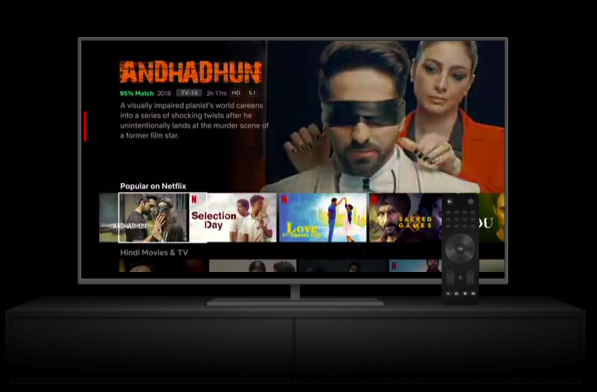 ANDHADHUN
95% Match 2018 TV-14 2h 17m HD 5.1
A visually impaired pianist's world careens
into a series of shocking twists after he
unintentionally lands at the murder scene of
a former film star.
Popular on Netflix
ANDHADHUN
N
Selection
Day
N
Love
N
SACRED
GAMES
OU
Hindi Movies & TV
N